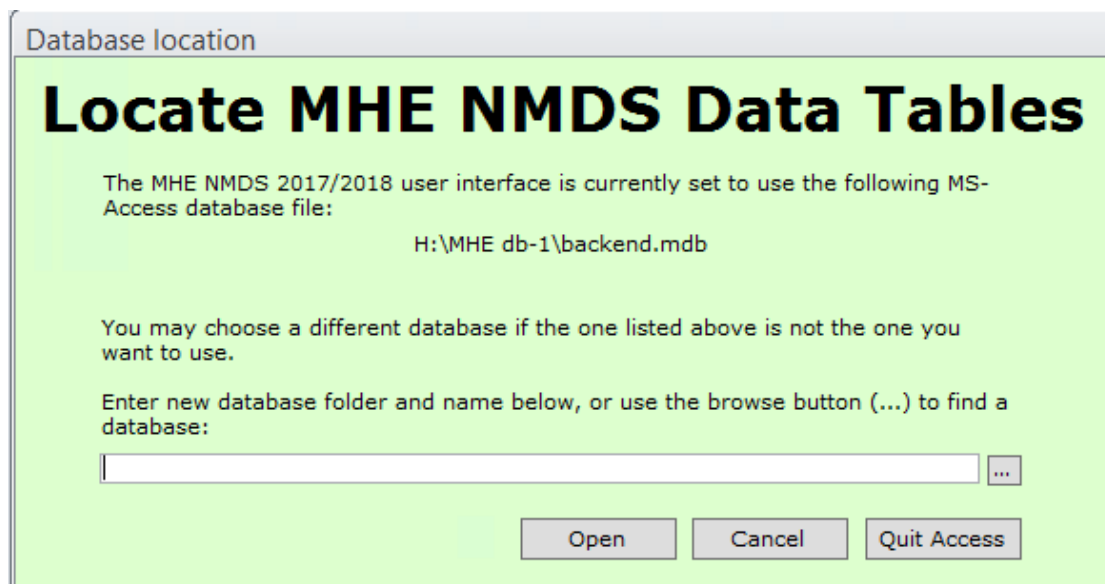 Database location
Locate MHE NMDS Data Tables
The MHE NMDS 2017/2018 user interface is currently set to use the following MS-
Access database file:
H:\MHE db-1\backend.mdb
You may choose a different database if the one listed above is not the one you
want to use.
Enter new database folder and name below, or use the browse button (...) to find a
database:
...
Open Cancel Quit Access